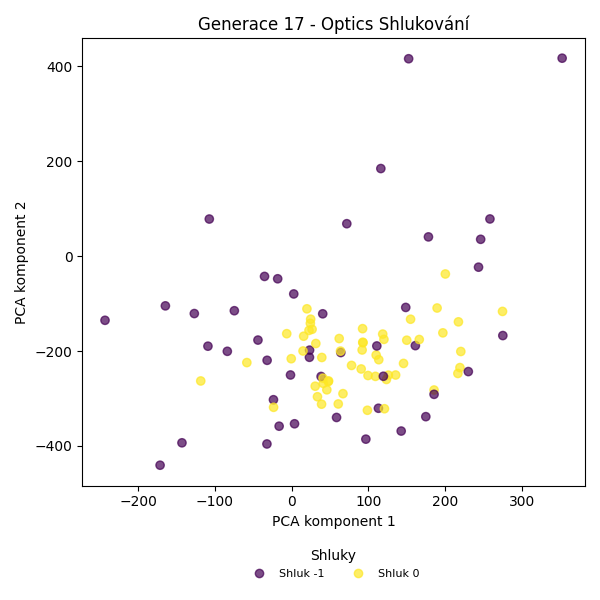 Generace 17 - Optics Shlukování
400
200
0
−200
−400
PCA komponent 2
−200
−100
0
100
200
300
PCA komponent 1
Shluky
Shluk -1
Shluk 0